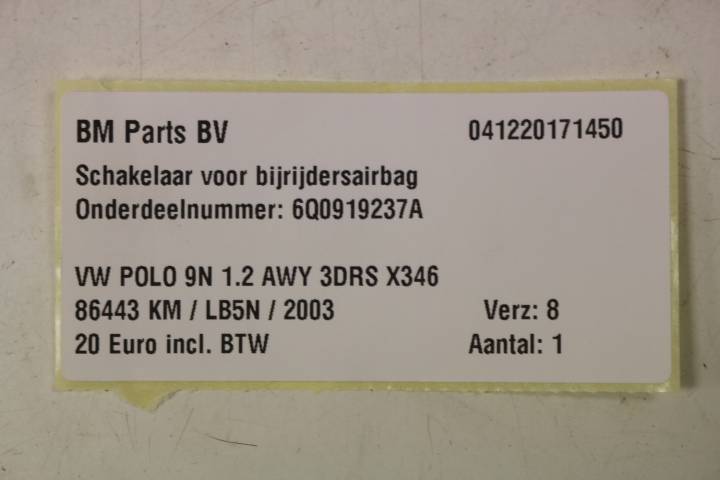 BM Parts BV 041220171450
Schakelaar voor bijrijdersairbag
Onderdeelnummer: 6Q0919237A
VW POLO 9N 1.2 AWY 3DRS X346
86443 KM / LB5N / 2003 Verz: 8
20 Euro incl. BTW Aantal: 1